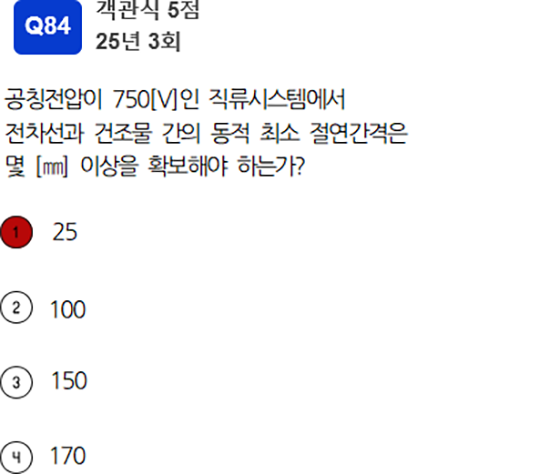 Q84
객관식 5점
25년 3회
공칭전압이 750[V]인 직류시스템에서
전차선과 건조물 간의 동적 최소 절연간격은
몇 [㎜] 이상을 확보해야 하는가?
1 25
2 100
3 150
4 170